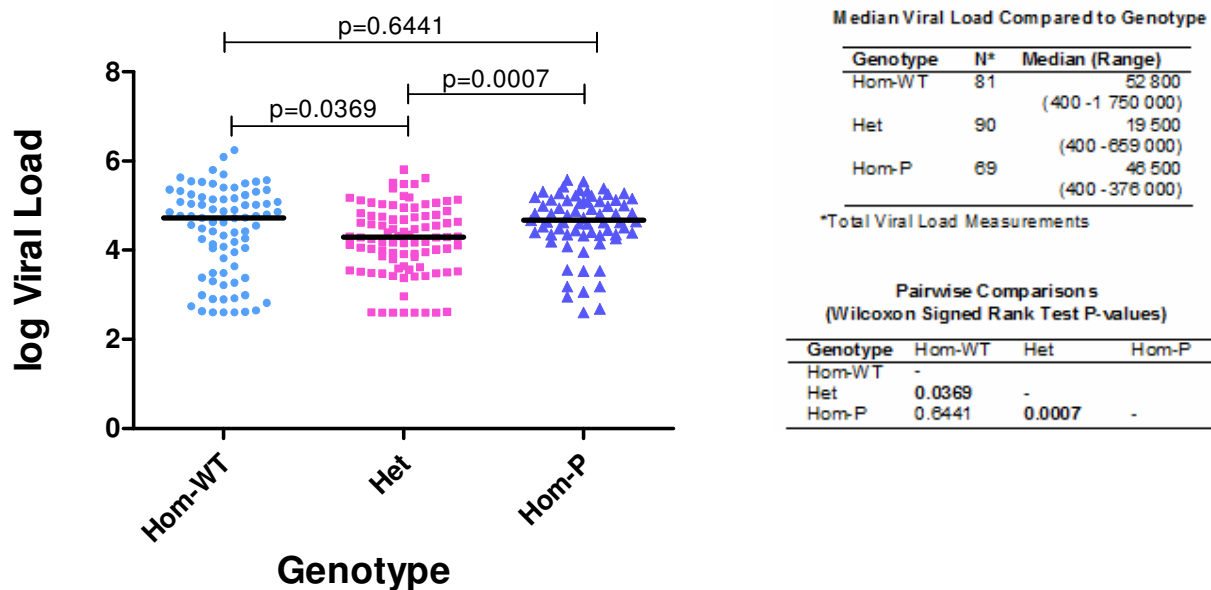 p=0.6441
p=0.0007
p=0.0369
8
6
4
2
0
log Viral Load
Hom-WT
Het
Hom-P
Genotype
Median Viral Load Compared to Genotype
Genotype N* Median (Range)
Hom-WT 81 52 800
(400 -1 750 000)
Het 90 19 500
(400 -659 000)
Hom-P 69 46 500
(400 -376 000)
*Total Viral Load Measurements
Pairwise Comparisons
(Wilcoxon Signed Rank Test P-values)
Genotype Hom-WT Het Hom-P
Hom-WT -
Het 0.0369 -
Hom-P 0.6441 0.0007 -